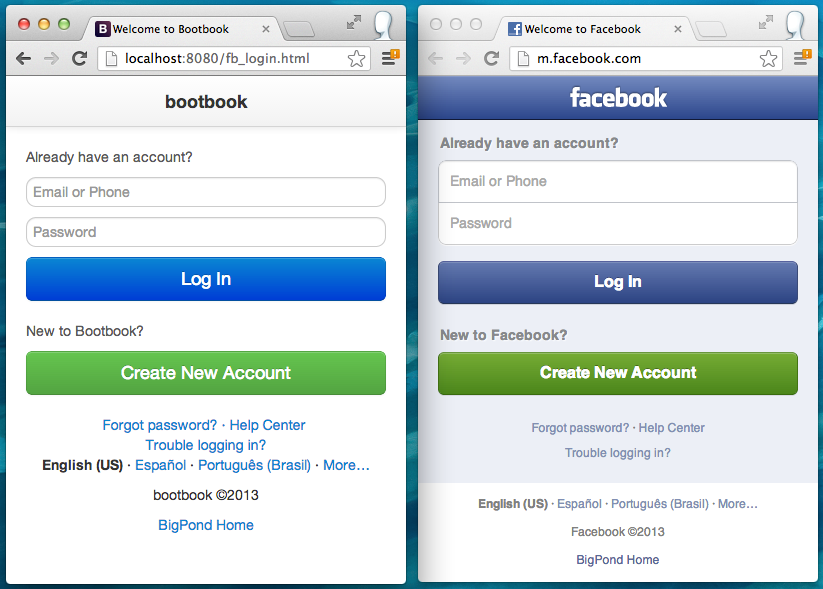 Welcome to Bootbook
localhost:8080/fb_login.html
bootbook
Already have an account?
Email or Phone
Password
Log In
New to Bootbook?
Create New Account
Forgot password? · Help Center
Trouble logging in?
English (US) · Español · Português (Brasil) · More…
bootbook ©2013
BigPond Home
Welcome to Facebook
m.facebook.com
facebook
Already have an account?
Email or Phone
Password
Log In
New to Facebook?
Create New Account
Forgot password? · Help Center
Trouble logging in?
English (US) · Español · Português (Brasil) · More…
Facebook ©2013
BigPond Home